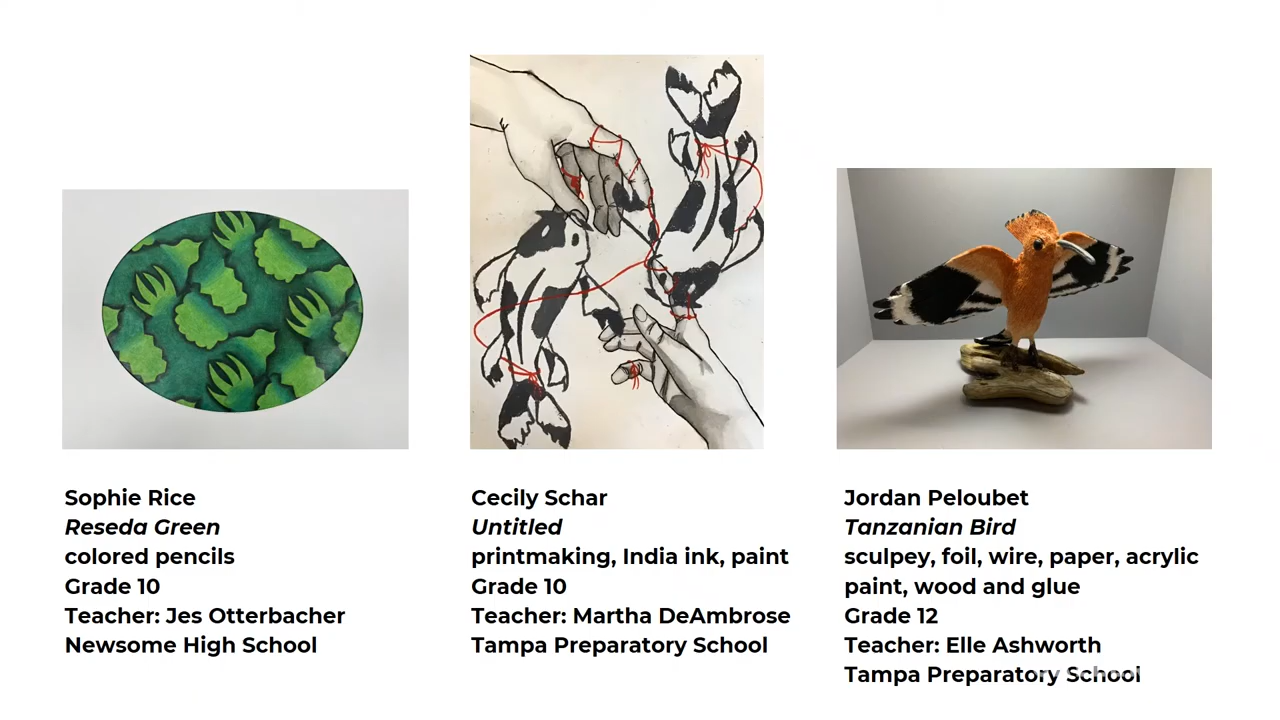 Sophie Rice
Reseda Green
colored pencils
Grade 10
Teacher: Jes Otterbacher
Newsome High School
Cecily Schar
Untitled
printmaking, India ink, paint
Grade 10
Teacher: Martha DeAmbrose
Tampa Preparatory School
Jordan Peloubet
Tanzanian Bird
sculpey, foil, wire, paper, acrylic
paint, wood and glue
Grade 12
Teacher: Elle Ashworth
Tampa Preparatory School